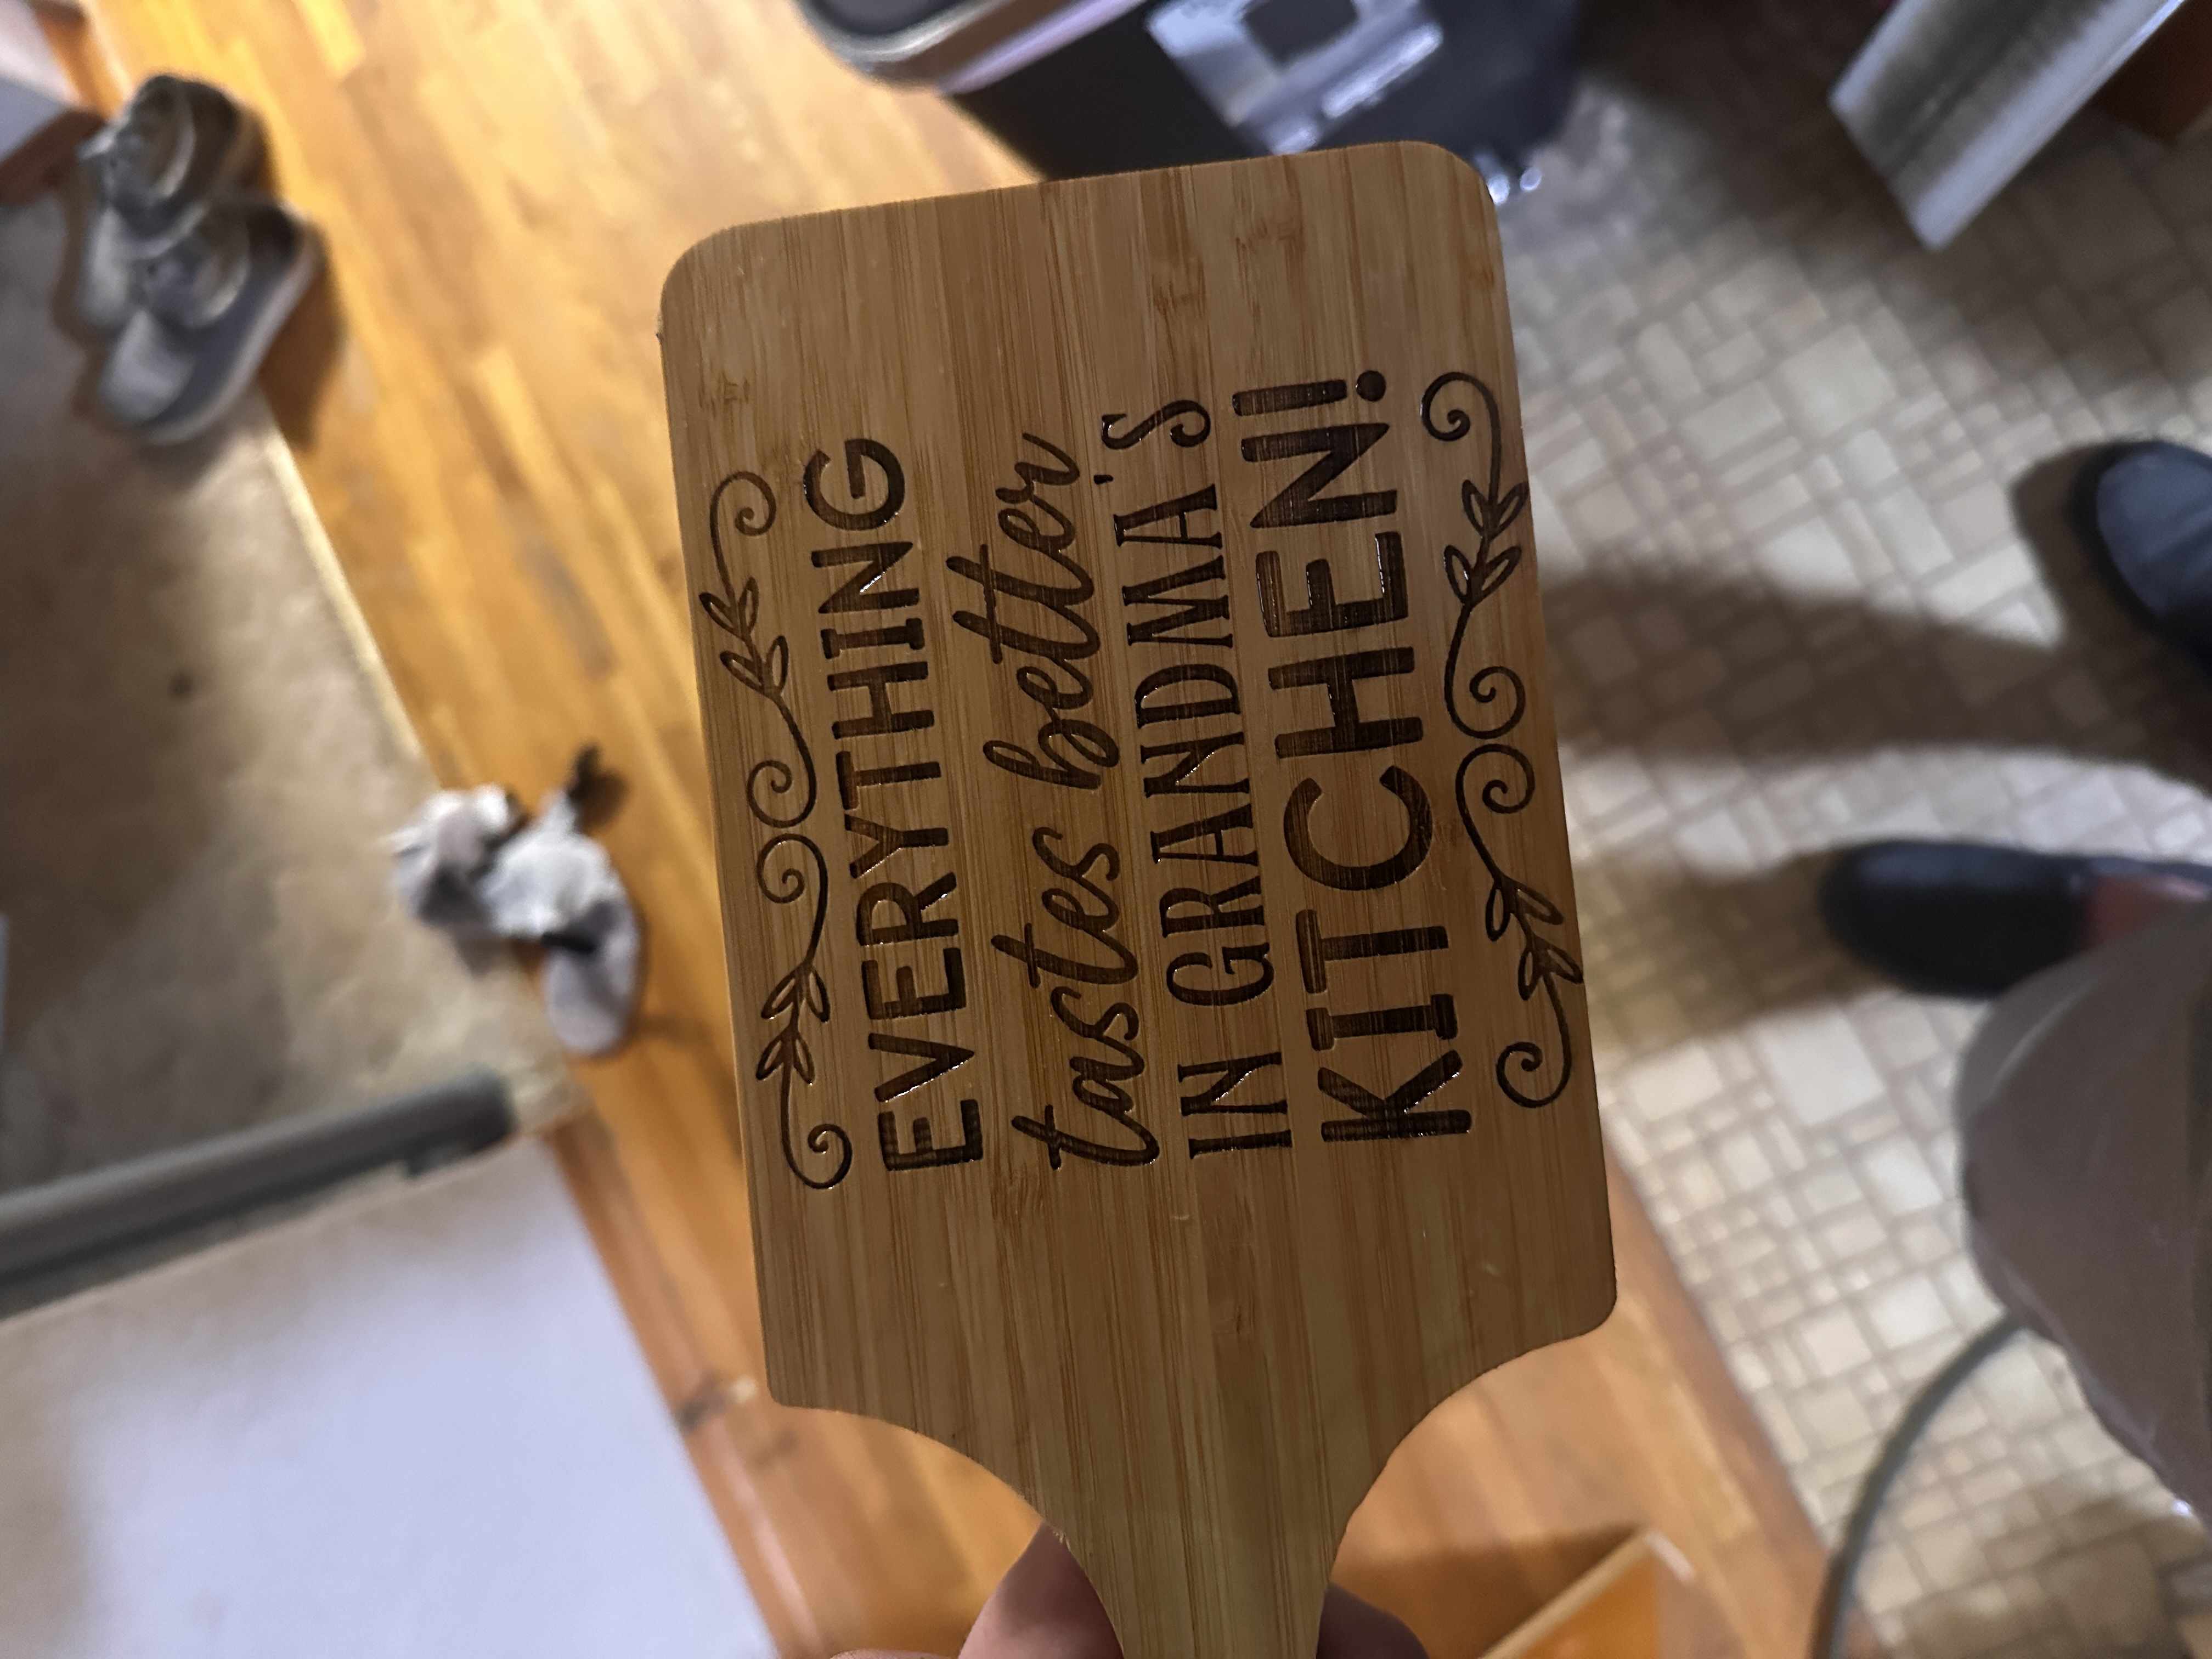 EVERYTHING
tastes better
IN GRANDMA'S
KITCHEN!